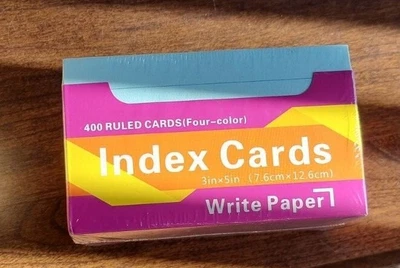 400 RULED CARDS(Four-color)
Index Cards
3in×5in (7.6cm×12.6cm)
Write Paper